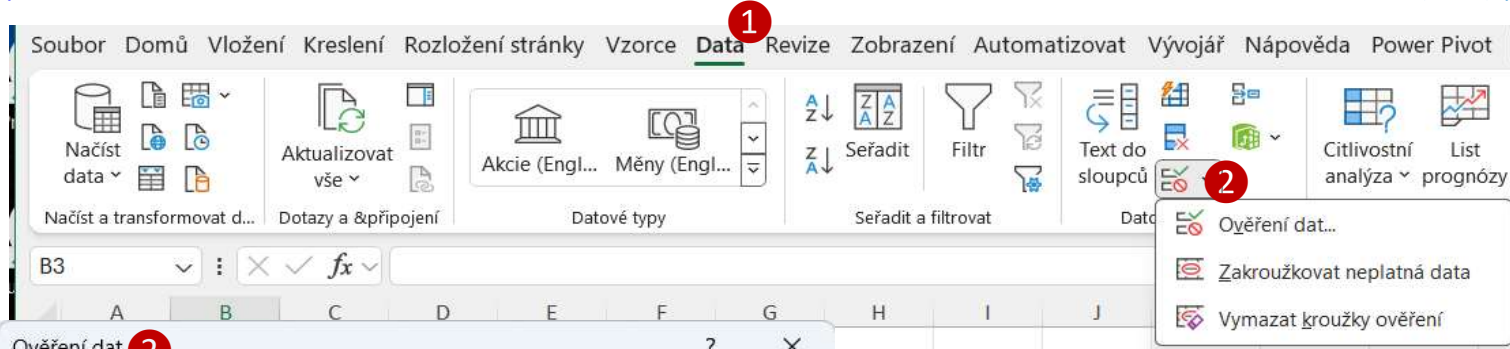 1
Soubor Domů Vložení Kreslení Rozložení stránky Vzorce Data Revize Zobrazení Automatizovat Vývojář Nápověda Power Pivot
Načíst data
Aktualizovat vše
Akcie (Engl...
Měny (Engl...
Seřadit
Filtr
Text do sloupců
2
Citlivostní analýza
List prognózy
Načíst a transformovat d...
Dotazy a &připojení
Datové typy
Seřadit a filtrovat
Dato
Ověření dat...
Zakroužkovat neplatná data
Vymazat kroužky ověření
B3
fx
A B C D E F G H I J
Ověření dat
? X